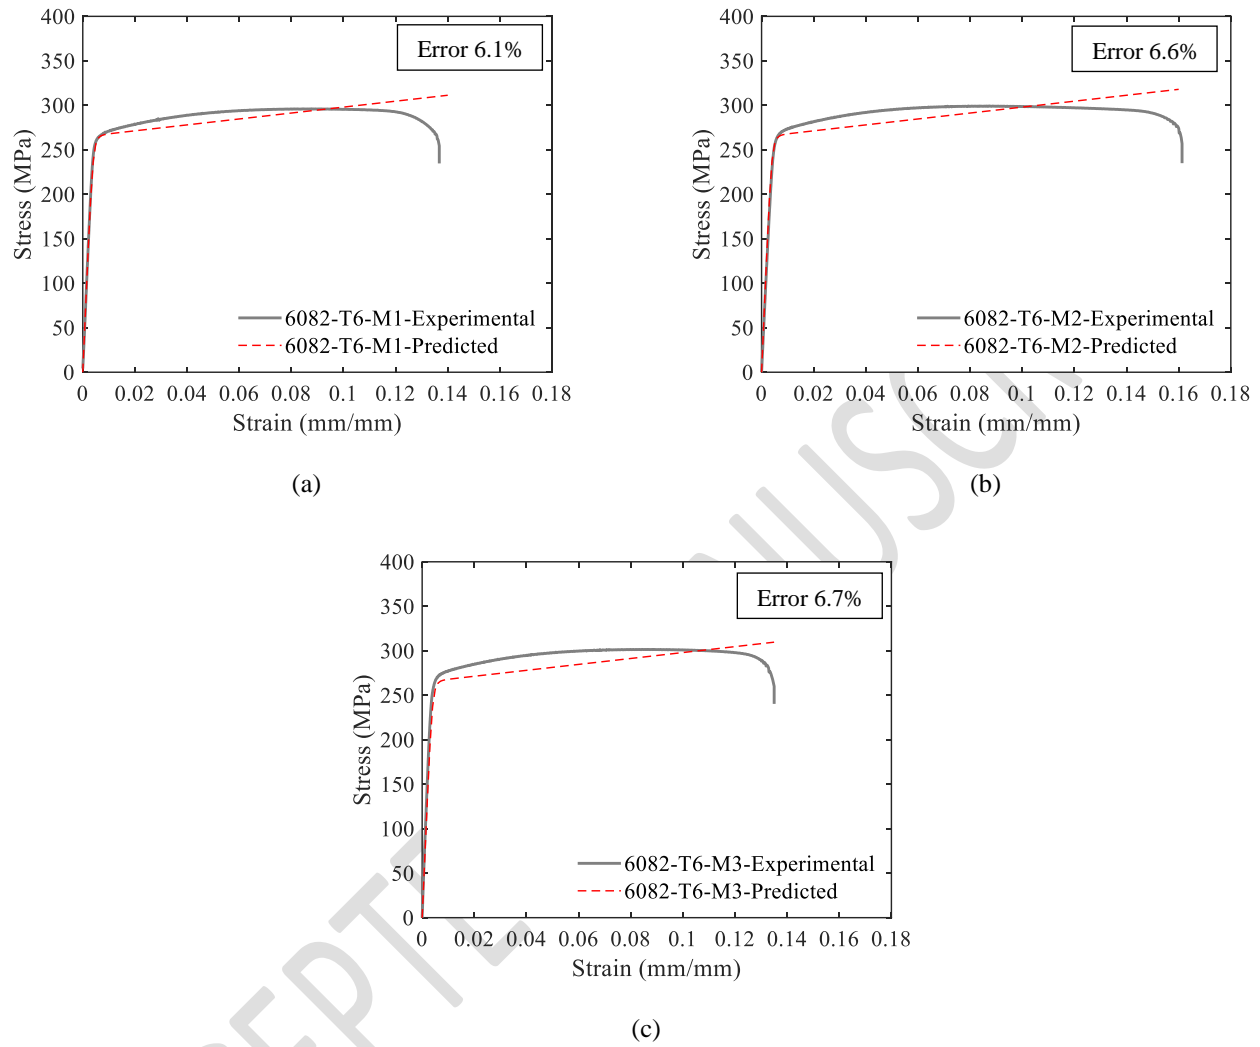 400
350
300
250
200
150
100
50
0
Stress (MPa)
Error 6.1%
6082-T6-M1-Experimental
6082-T6-M1-Predicted
0 0.02 0.04 0.06 0.08 0.1 0.12 0.14 0.16 0.18
Strain (mm/mm)
(a)
400
350
300
250
200
150
100
50
0
Stress (MPa)
Error 6.6%
6082-T6-M2-Experimental
6082-T6-M2-Predicted
0 0.02 0.04 0.06 0.08 0.1 0.12 0.14 0.16 0.18
Strain (mm/mm)
(b)
400
350
300
250
200
150
100
50
0
Stress (MPa)
Error 6.7%
6082-T6-M3-Experimental
6082-T6-M3-Predicted
0 0.02 0.04 0.06 0.08 0.1 0.12 0.14 0.16 0.18
Strain (mm/mm)
(c)